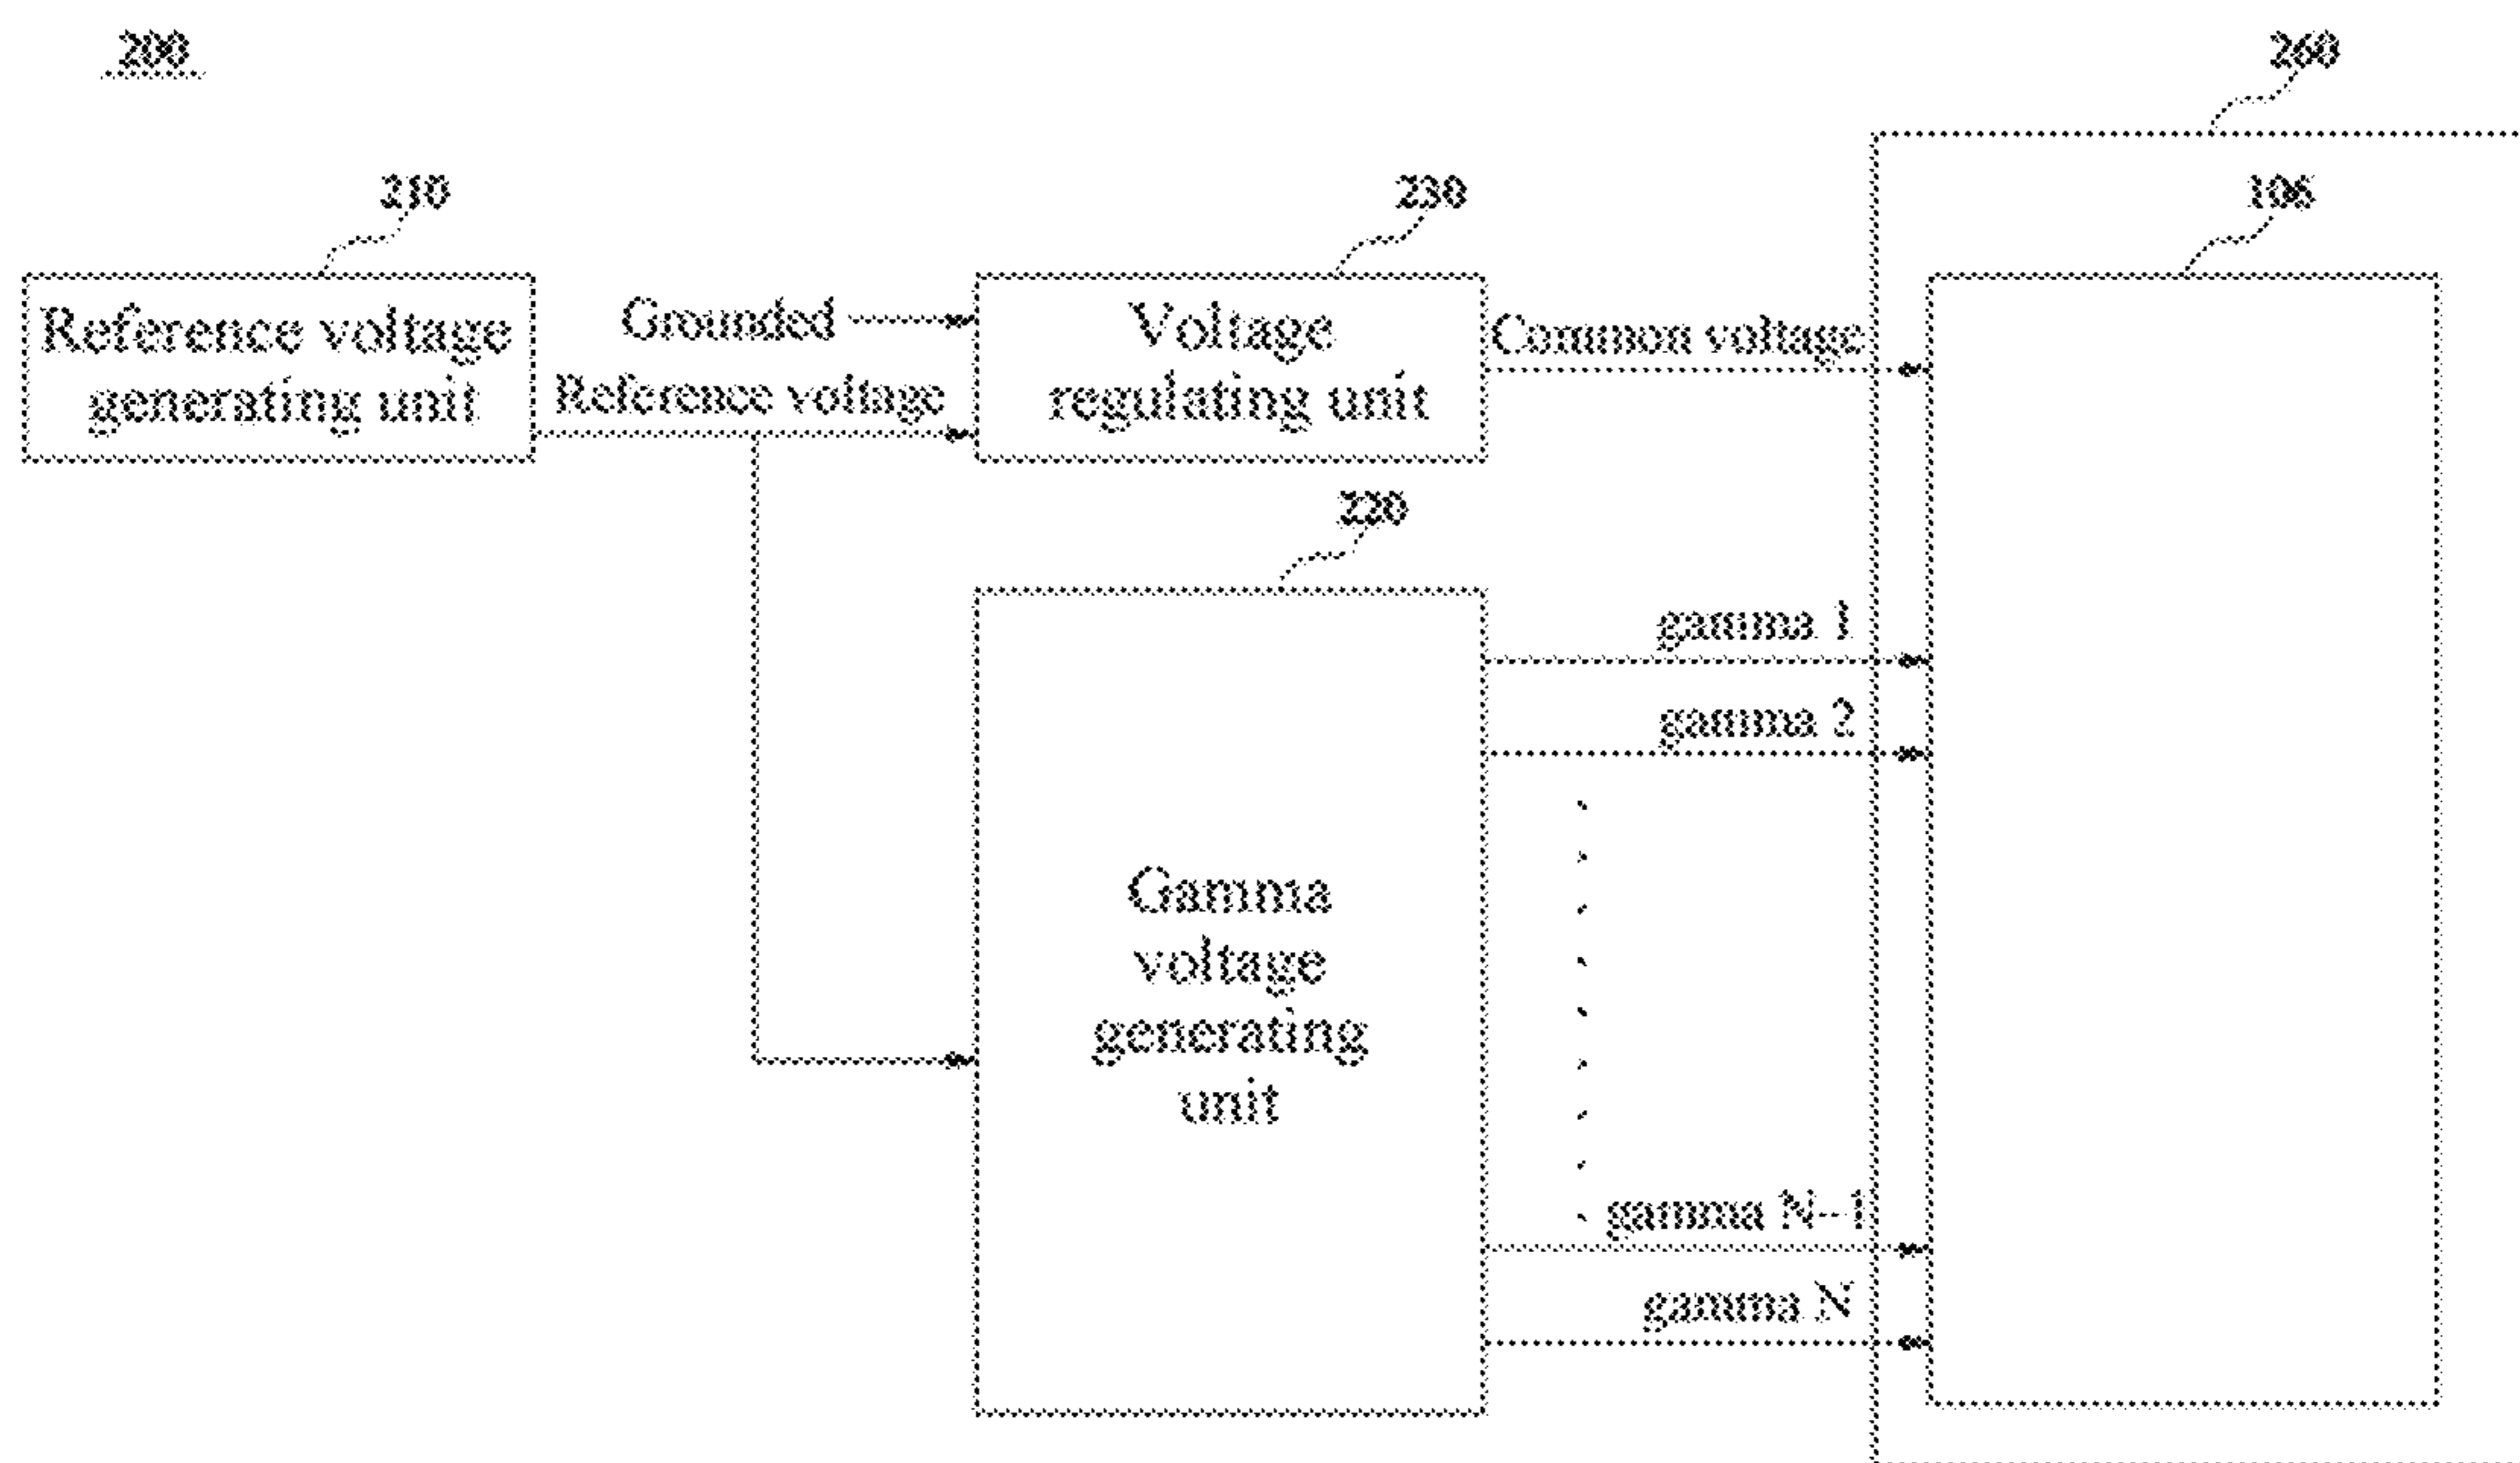 200
260
210
230
106
Reference voltage
generating unit
Grounded
Reference voltage
Voltage
regulating unit
Common voltage
220
gamma 1
gamma 2
Gamma
voltage
generating
unit
gamma N-1
gamma N